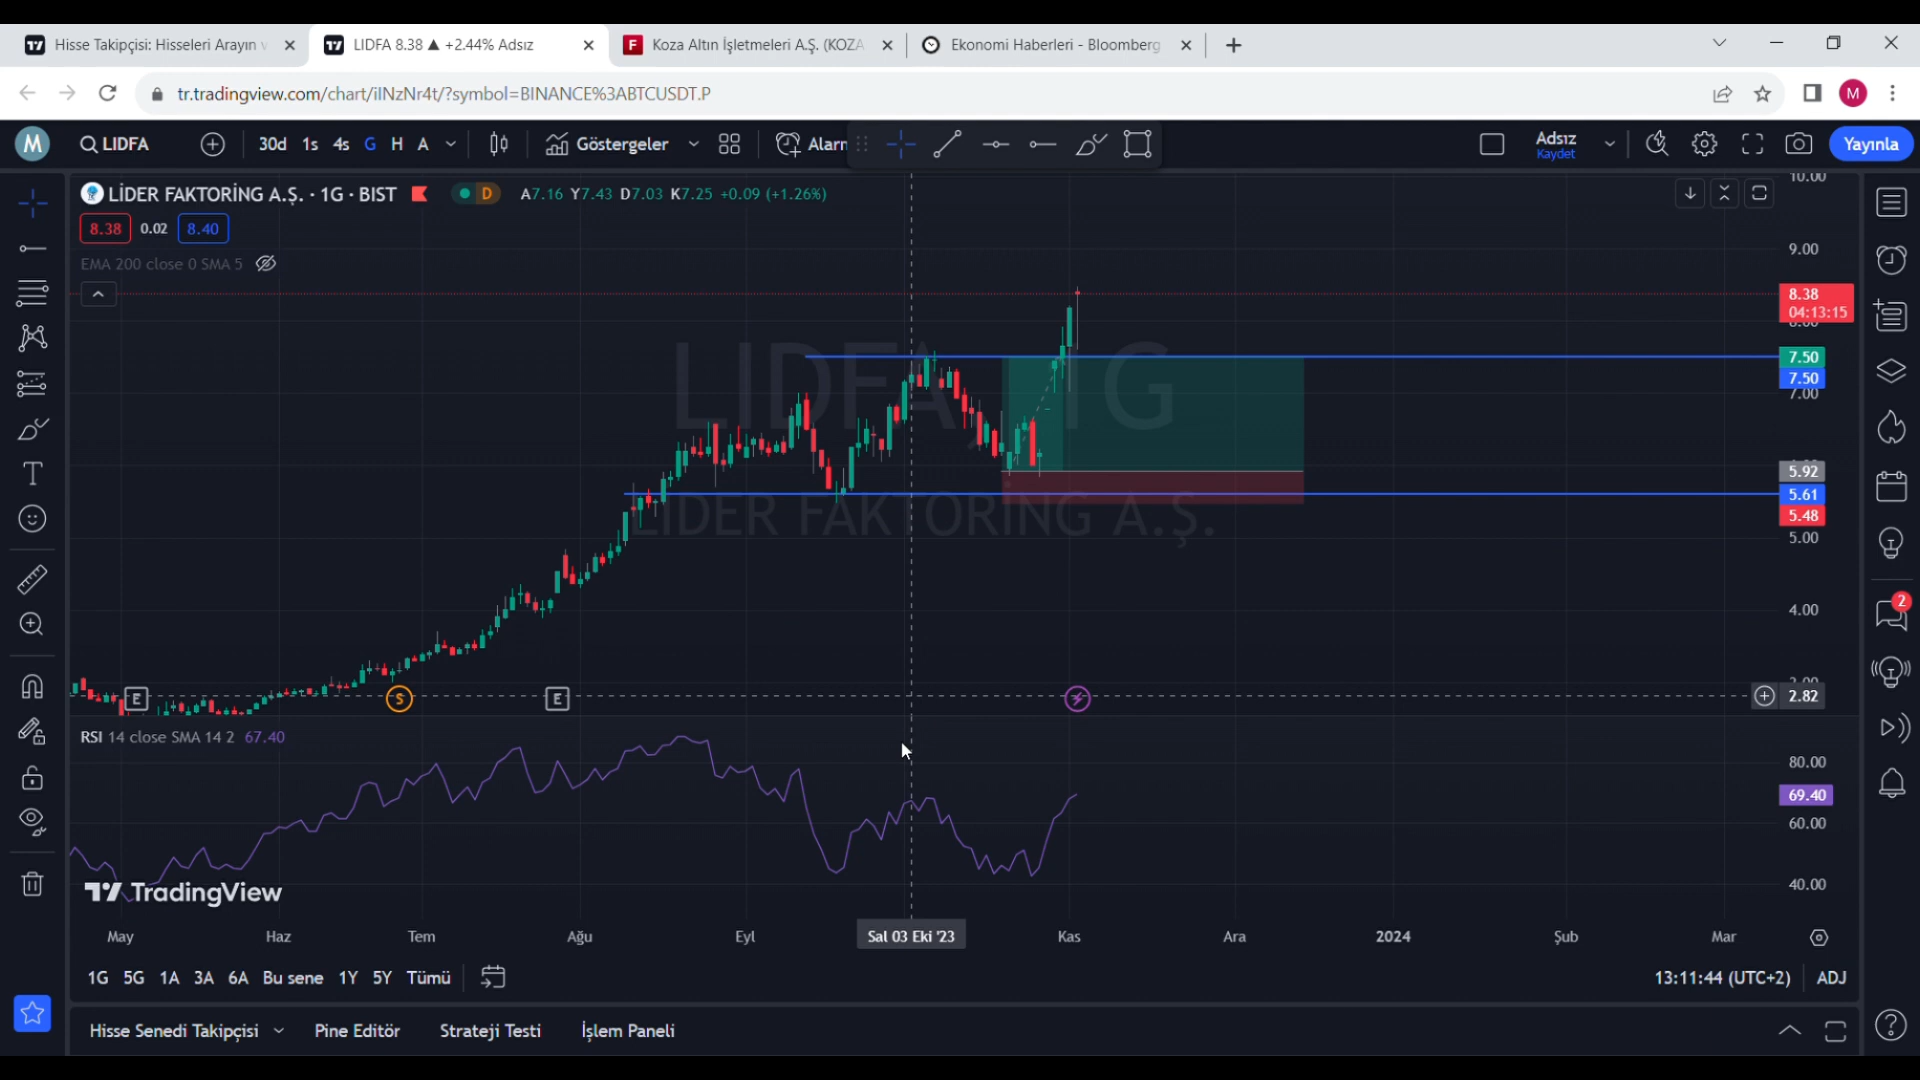 Hisse Takipçisi: Hisseleri Arayın v
LIDFA 8.38 ▲ +2.44% Adsız
Koza Altın İşletmeleri A.Ş. (KOZA
Ekonomi Haberleri - Bloomberg
tr.tradingview.com/chart/iINzNr4t/?symbol=BINANCE%3ABTCUSDT.P
M
M
LIDFA
30d 1s 4s G H A
Göstergeler
Alarm
Adsız
Kaydet
Yayınla
LİDER FAKTORİNG A.Ş. · 1G · BIST
D
A7.16 Y7.43 D7.03 K7.25 +0.09 (+1.26%)
8.38 0.02 8.40
EMA 200 close 0 SMA 5
LIDFA, 1G
LİDER FAKTORİNG A.Ş.
10.00
9.00
8.38
04:13:15
8.00
7.50
7.50
7.00
5.92
5.61
5.48
5.00
4.00
3.00
2.82
E
S
E
2
RSI 14 close SMA 14 2 67.40
80.00
69.40
60.00
40.00
TradingView
May Haz Tem Ağu Eyl Sal 03 Eki '23 Kas Ara 2024 Şub Mar
1G 5G 1A 3A 6A Bu sene 1Y 5Y Tümü
13:11:44 (UTC+2) ADJ
Hisse Senedi Takipçisi Pine Editör Strateji Testi İşlem Paneli